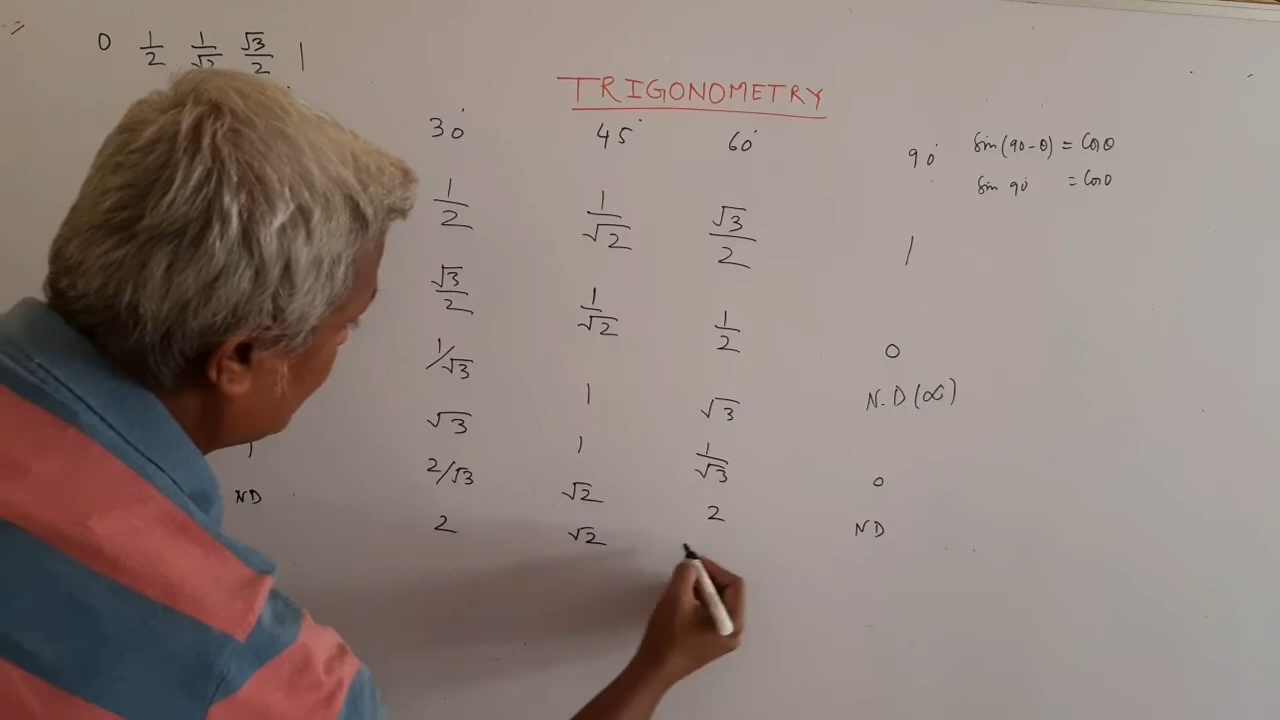 0 1/2 1/√2 √3/2 1
TRIGONOMETRY
30° 45° 60° 90° Sin(90-θ) = Cosθ
Sin 90 = Cos0
1/2 1/√2 √3/2 1
√3/2 1/√2 1/2 0
1/√3 1 √3 N.D(∞)
1 √3 1 1/√3 0
ND 2/√3 √2 2 ND
2 √2